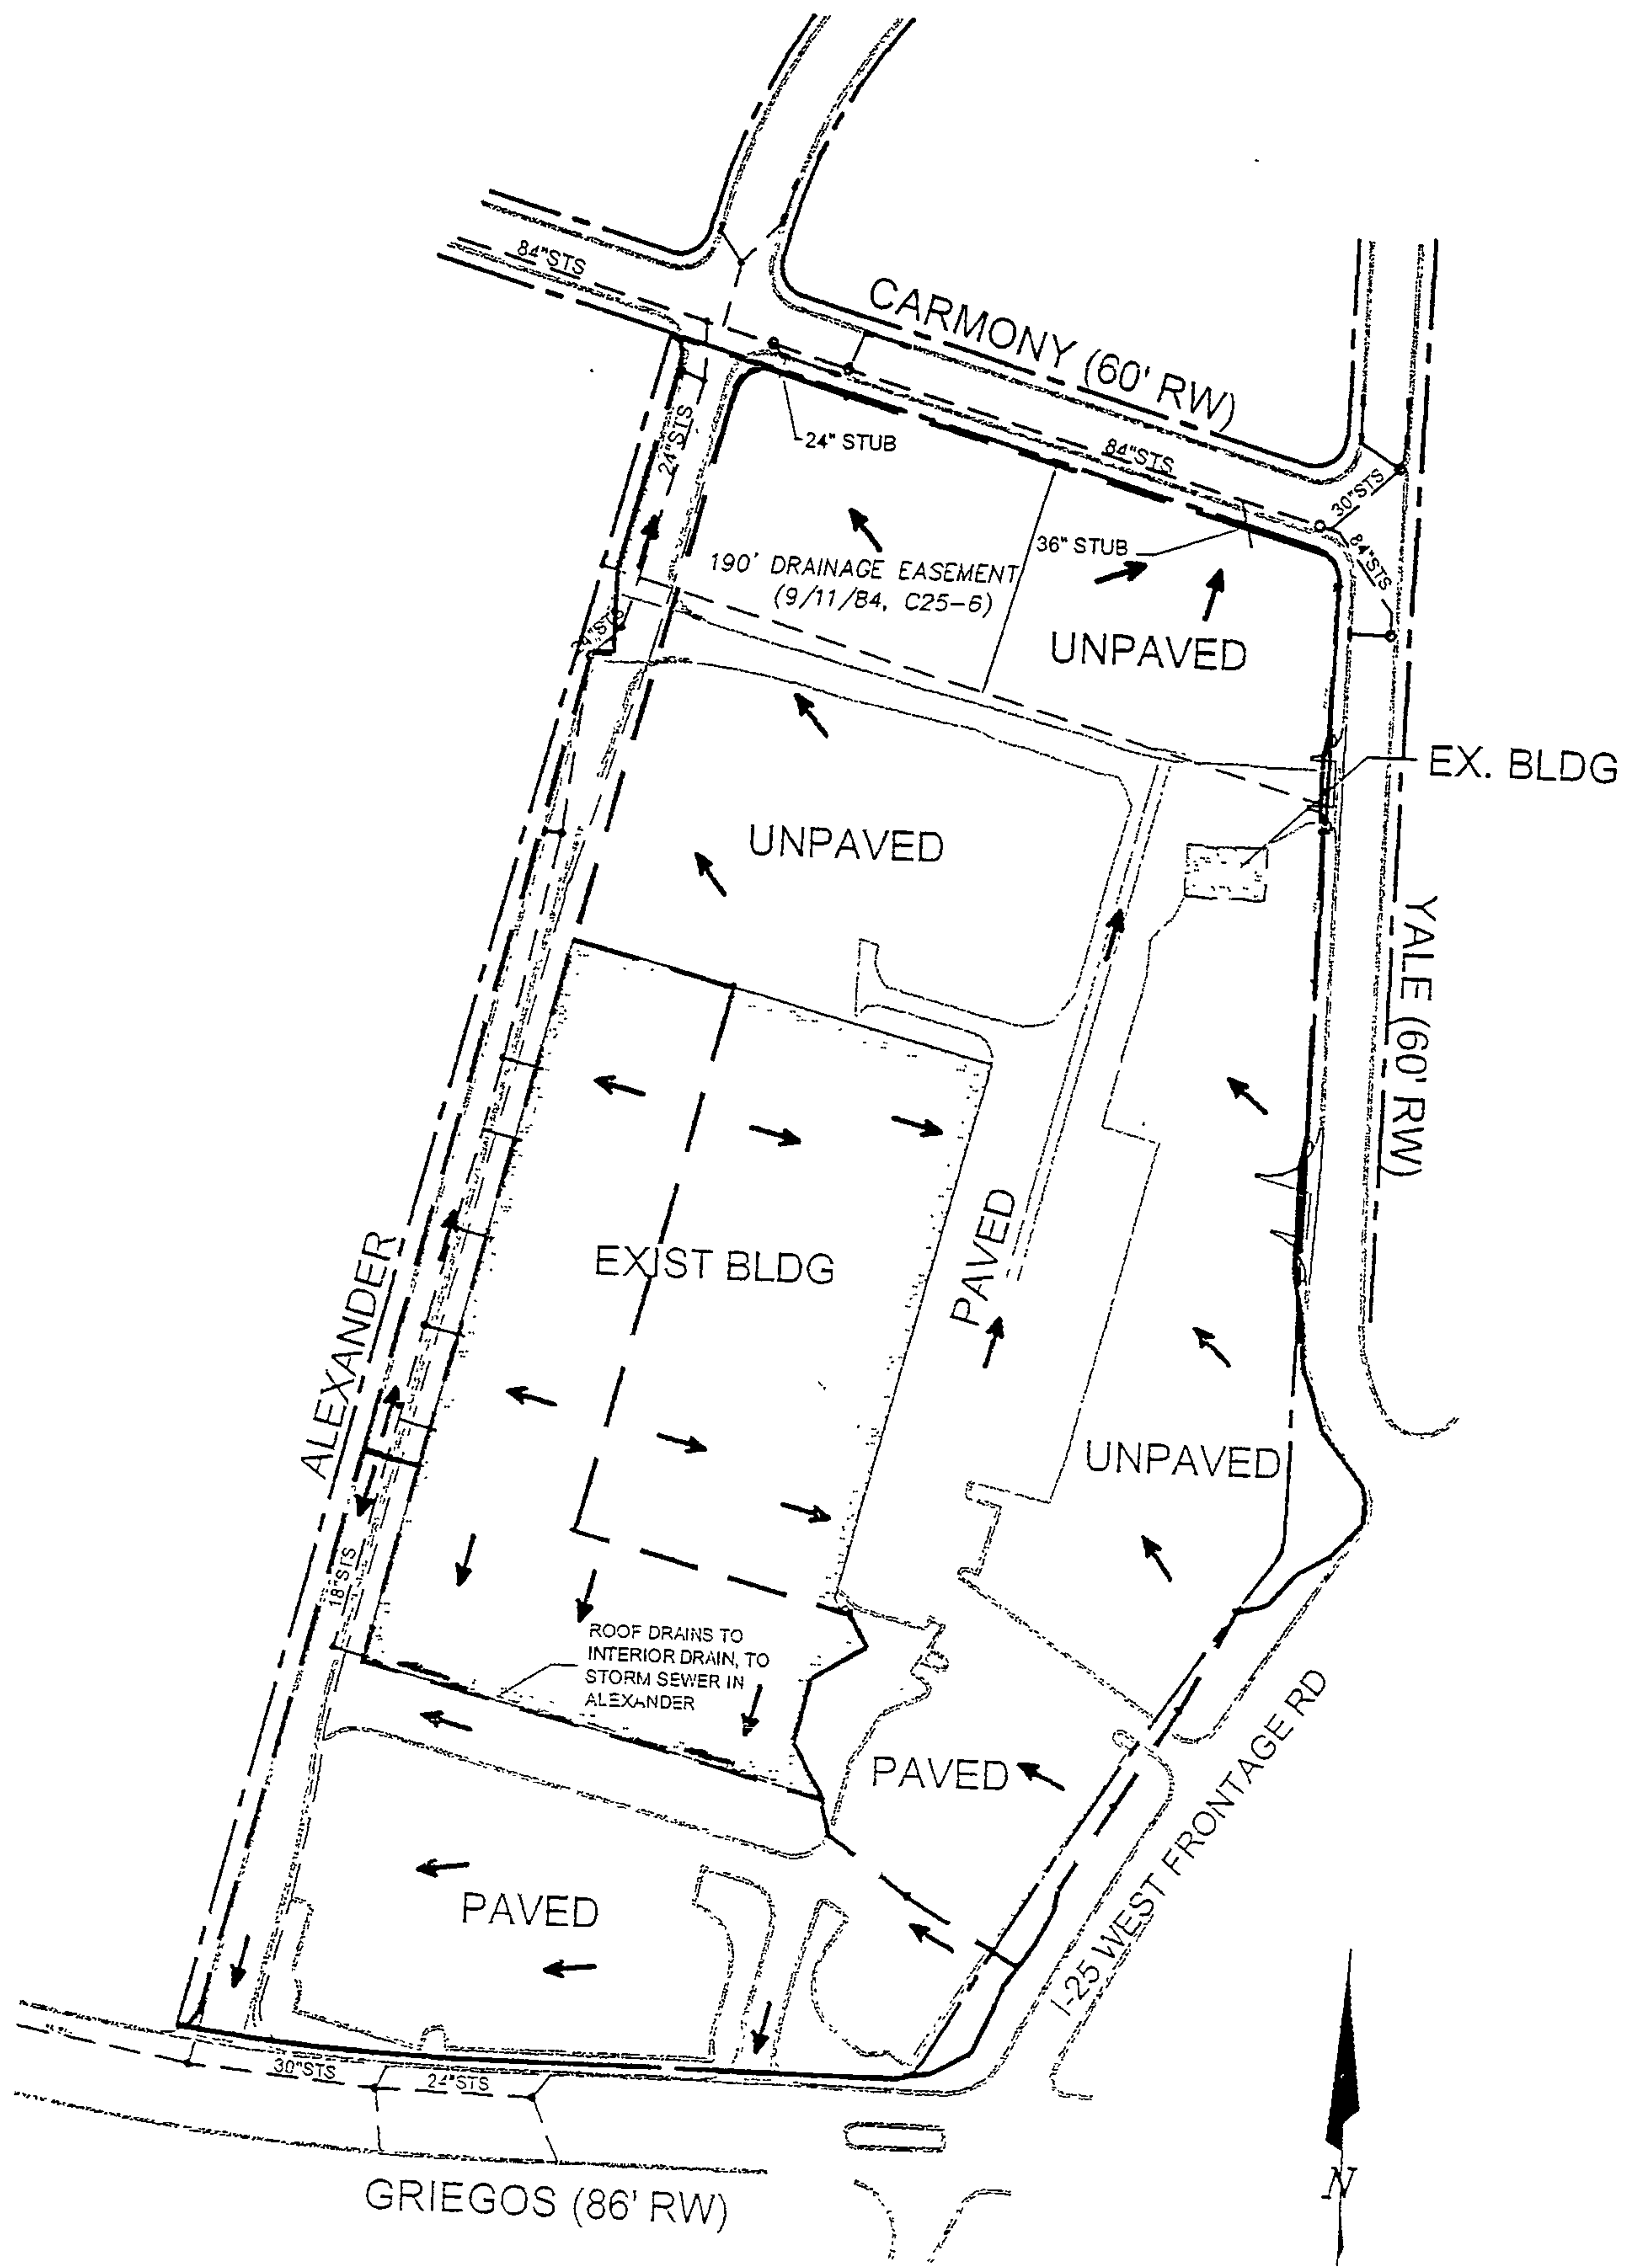 84"STS
CARMONY (60' RW)
24"STS
24" STUB
84"STS
30"STS
36" STUB
84"STS
190' DRAINAGE EASEMENT
(9/11/84, C25-6)
UNPAVED
24"STS
EX. BLDG
UNPAVED
YALE (60' RW)
EXIST BLDG
PAVED
ALEXANDER
UNPAVED
18"STS
ROOF DRAINS TO
INTERIOR DRAIN, TO
STORM SEWER IN
ALEXANDER
PAVED
I-25 WEST FRONTAGE RD
PAVED
30"STS
24"STS
GRIEGOS (86' RW)
N